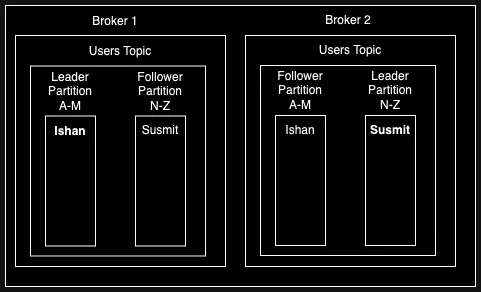 Broker 1
Users Topic
Leader
Partition
A-M
Ishan
Follower
Partition
N-Z
Susmit
Broker 2
Users Topic
Follower
Partition
A-M
Ishan
Leader
Partition
N-Z
Susmit